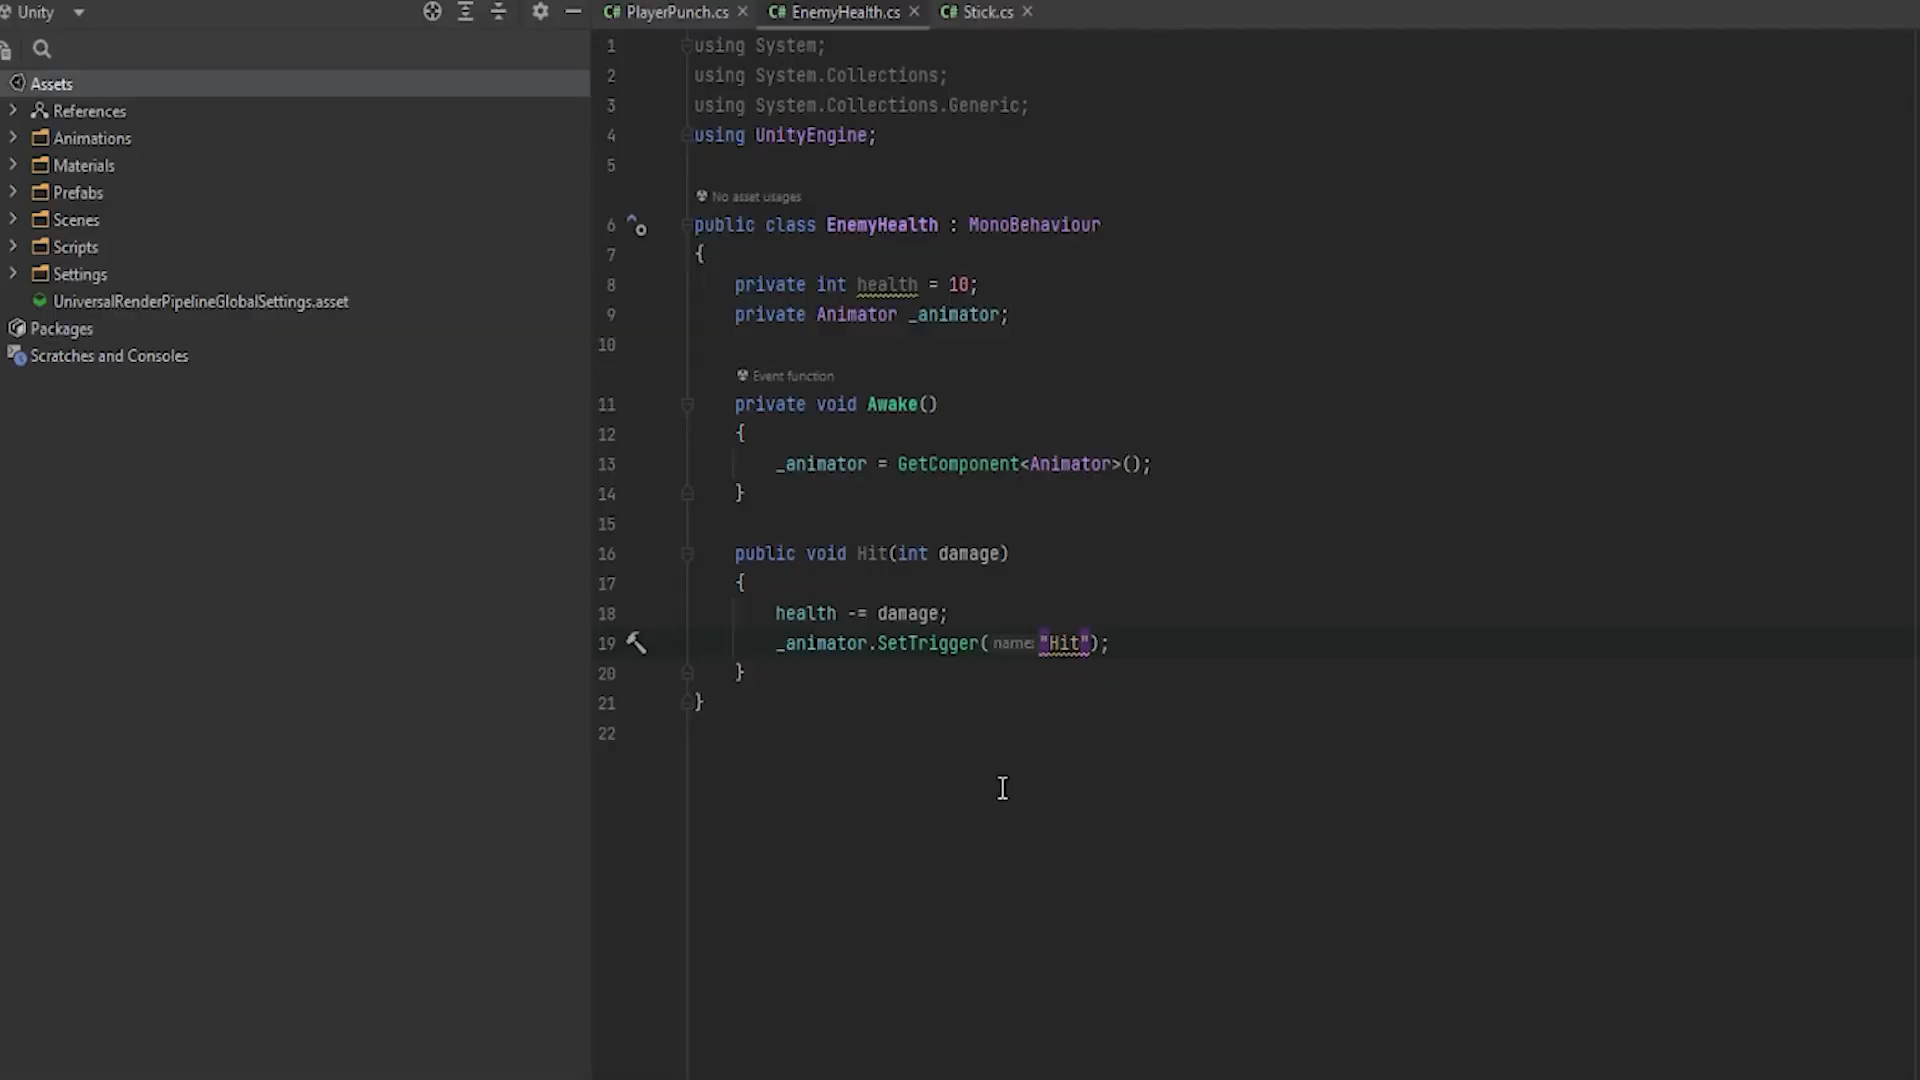 Unity
Assets
References
Animations
Materials
Prefabs
Scenes
Scripts
Settings
UniversalRenderPipelineGlobalSettings.asset
Packages
Scratches and Consoles
C# PlayerPunch.cs C# EnemyHealth.cs C# Stick.cs
1 using System;
2 using System.Collections;
3 using System.Collections.Generic;
4 using UnityEngine;
5
No asset usages
6 public class EnemyHealth : MonoBehaviour
7 {
8 private int health = 10;
9 private Animator _animator;
10
Event function
11 private void Awake()
12 {
13 _animator = GetComponent<Animator>();
14 }
15
16 public void Hit(int damage)
17 {
18 health -= damage;
19 _animator.SetTrigger( name: "Hit");
20 }
21 }
22